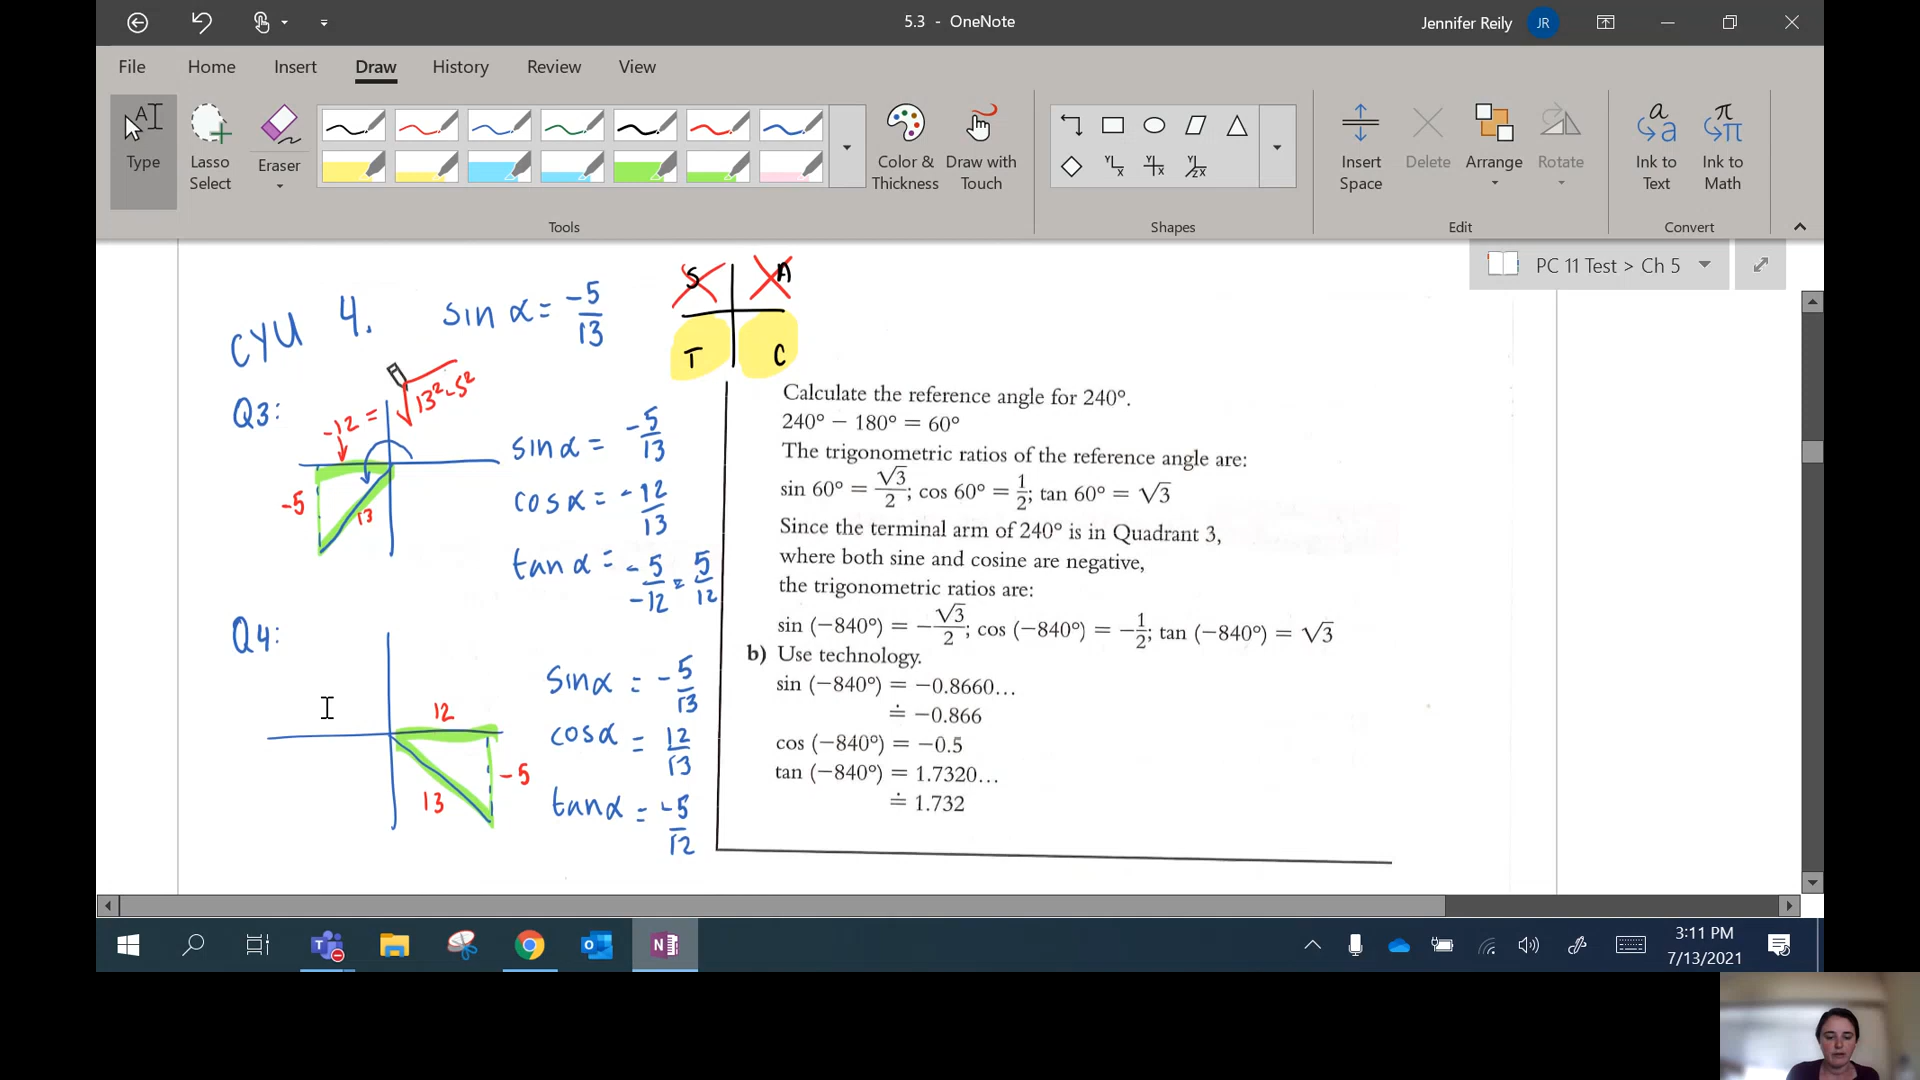 5.3 - OneNote
Jennifer Reily
JR
File Home Insert Draw History Review View
Type
Lasso Select
Eraser
Color & Thickness
Draw with Touch
Insert Space
Delete
Arrange
Rotate
Ink to Text
Ink to Math
Tools
Shapes
Edit
Convert
PC 11 Test > Ch 5
CYU 4. sin α = -5/13
S A
T C
Q3:
-12 = √13²-5²
-5
13
sin α = -5/13
cos α = -12/13
tan α = -5/-12 = 5/12
Q4:
12
-5
13
sin α = -5/13
cos α = 12/13
tan α = -5/12
Calculate the reference angle for 240°.
240° − 180° = 60°
The trigonometric ratios of the reference angle are:
sin 60° = √3/2; cos 60° = 1/2; tan 60° = √3
Since the terminal arm of 240° is in Quadrant 3,
where both sine and cosine are negative,
the trigonometric ratios are:
sin (−840°) = −√3/2; cos (−840°) = −1/2; tan (−840°) = √3
b) Use technology.
sin (−840°) = −0.8660...
≐ −0.866
cos (−840°) = −0.5
tan (−840°) = 1.7320...
≐ 1.732
3:11 PM
7/13/2021